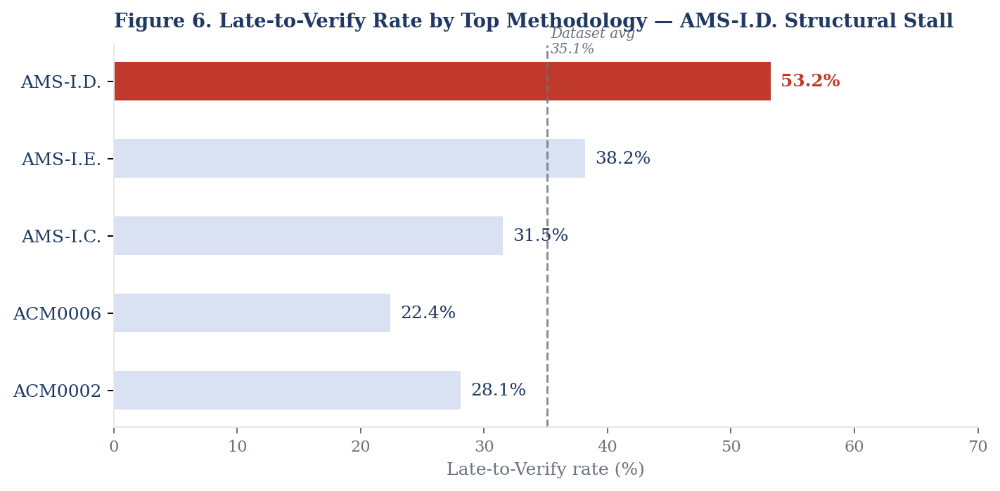 Figure 6. Late-to-Verify Rate by Top Methodology — AMS-I.D. Structural Stall
Dataset avg
35.1%
AMS-I.D.
53.2%
AMS-I.E.
38.2%
AMS-I.C.
31.5%
ACM0006
22.4%
ACM0002
28.1%
0 10 20 30 40 50 60 70
Late-to-Verify rate (%)